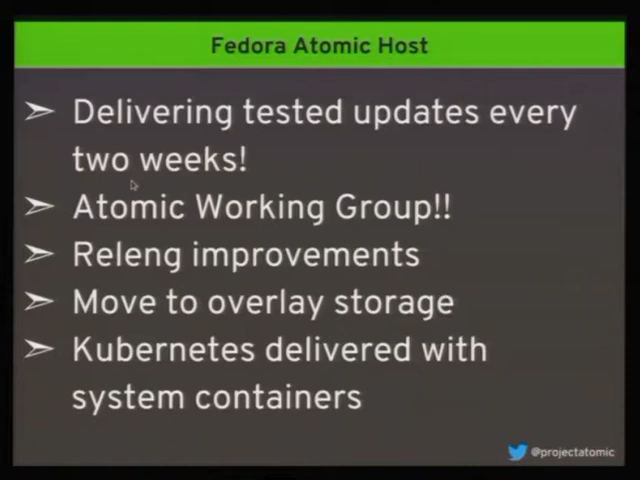 Fedora Atomic Host
➤ Delivering tested updates every
two weeks!
➤ Atomic Working Group!!
➤ Releng improvements
➤ Move to overlay storage
➤ Kubernetes delivered with
system containers
@projectatomic